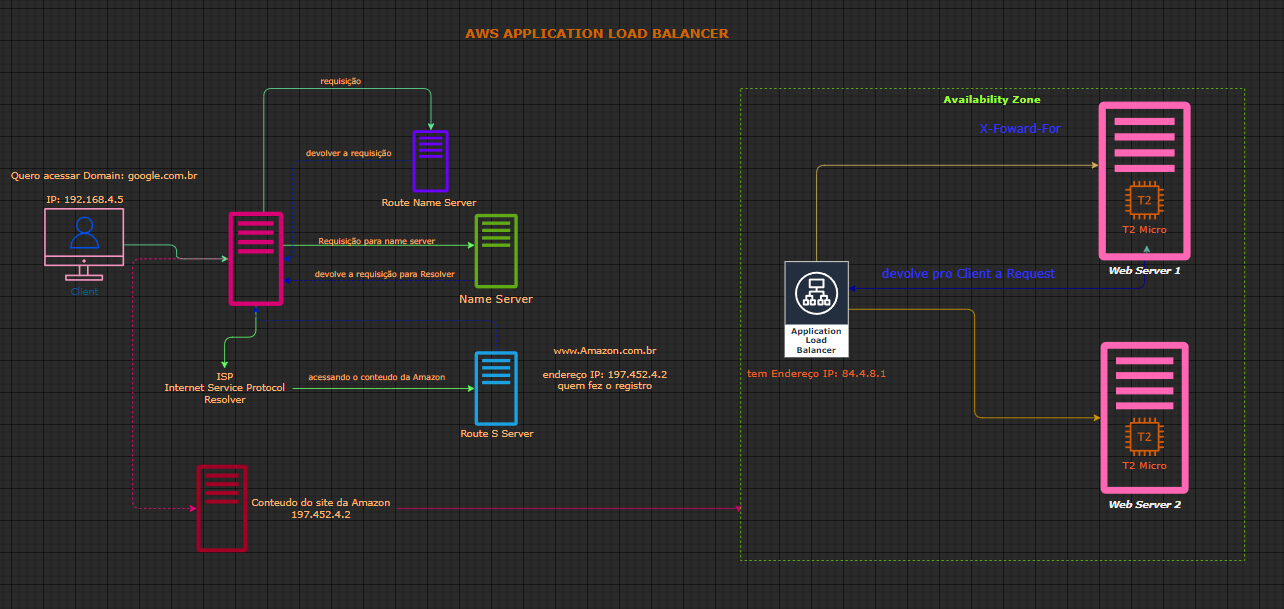 AWS APPLICATION LOAD BALANCER
requisição
devolver a requisição
Route Name Server
Quero acessar Domain: google.com.br
IP: 192.168.4.5
Client
Requisição para name server
devolve a requisição para Resolver
Name Server
ISP
Internet Service Protocol
Resolver
acessando o conteudo da Amazon
www.Amazon.com.br
endereço IP: 197.452.4.2
quem fez o registro
Route S Server
Conteudo do site da Amazon
197.452.4.2
Availability Zone
X-Foward-For
T2
T2 Micro
Web Server 1
devolve pro Client a Request
Application
Load
Balancer
tem Endereço IP: 84.4.8.1
T2
T2 Micro
Web Server 2